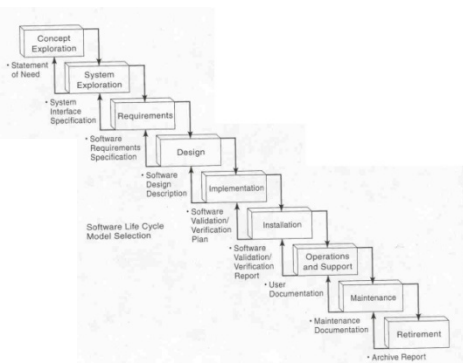 Concept
Exploration
• Statement
of Need
System
Exploration
• System
Interface
Specification
Requirements
• Software
Requirements
Specification
Design
• Software
Design
Description
Implementation
• Software
Validation/
Verification
Plan
Software Life Cycle
Model Selection
Installation
• Software
Validation/
Verification
Report
Operations
and Support
• User
Documentation
Maintenance
• Maintenance
Documentation
Retirement
• Archive Report